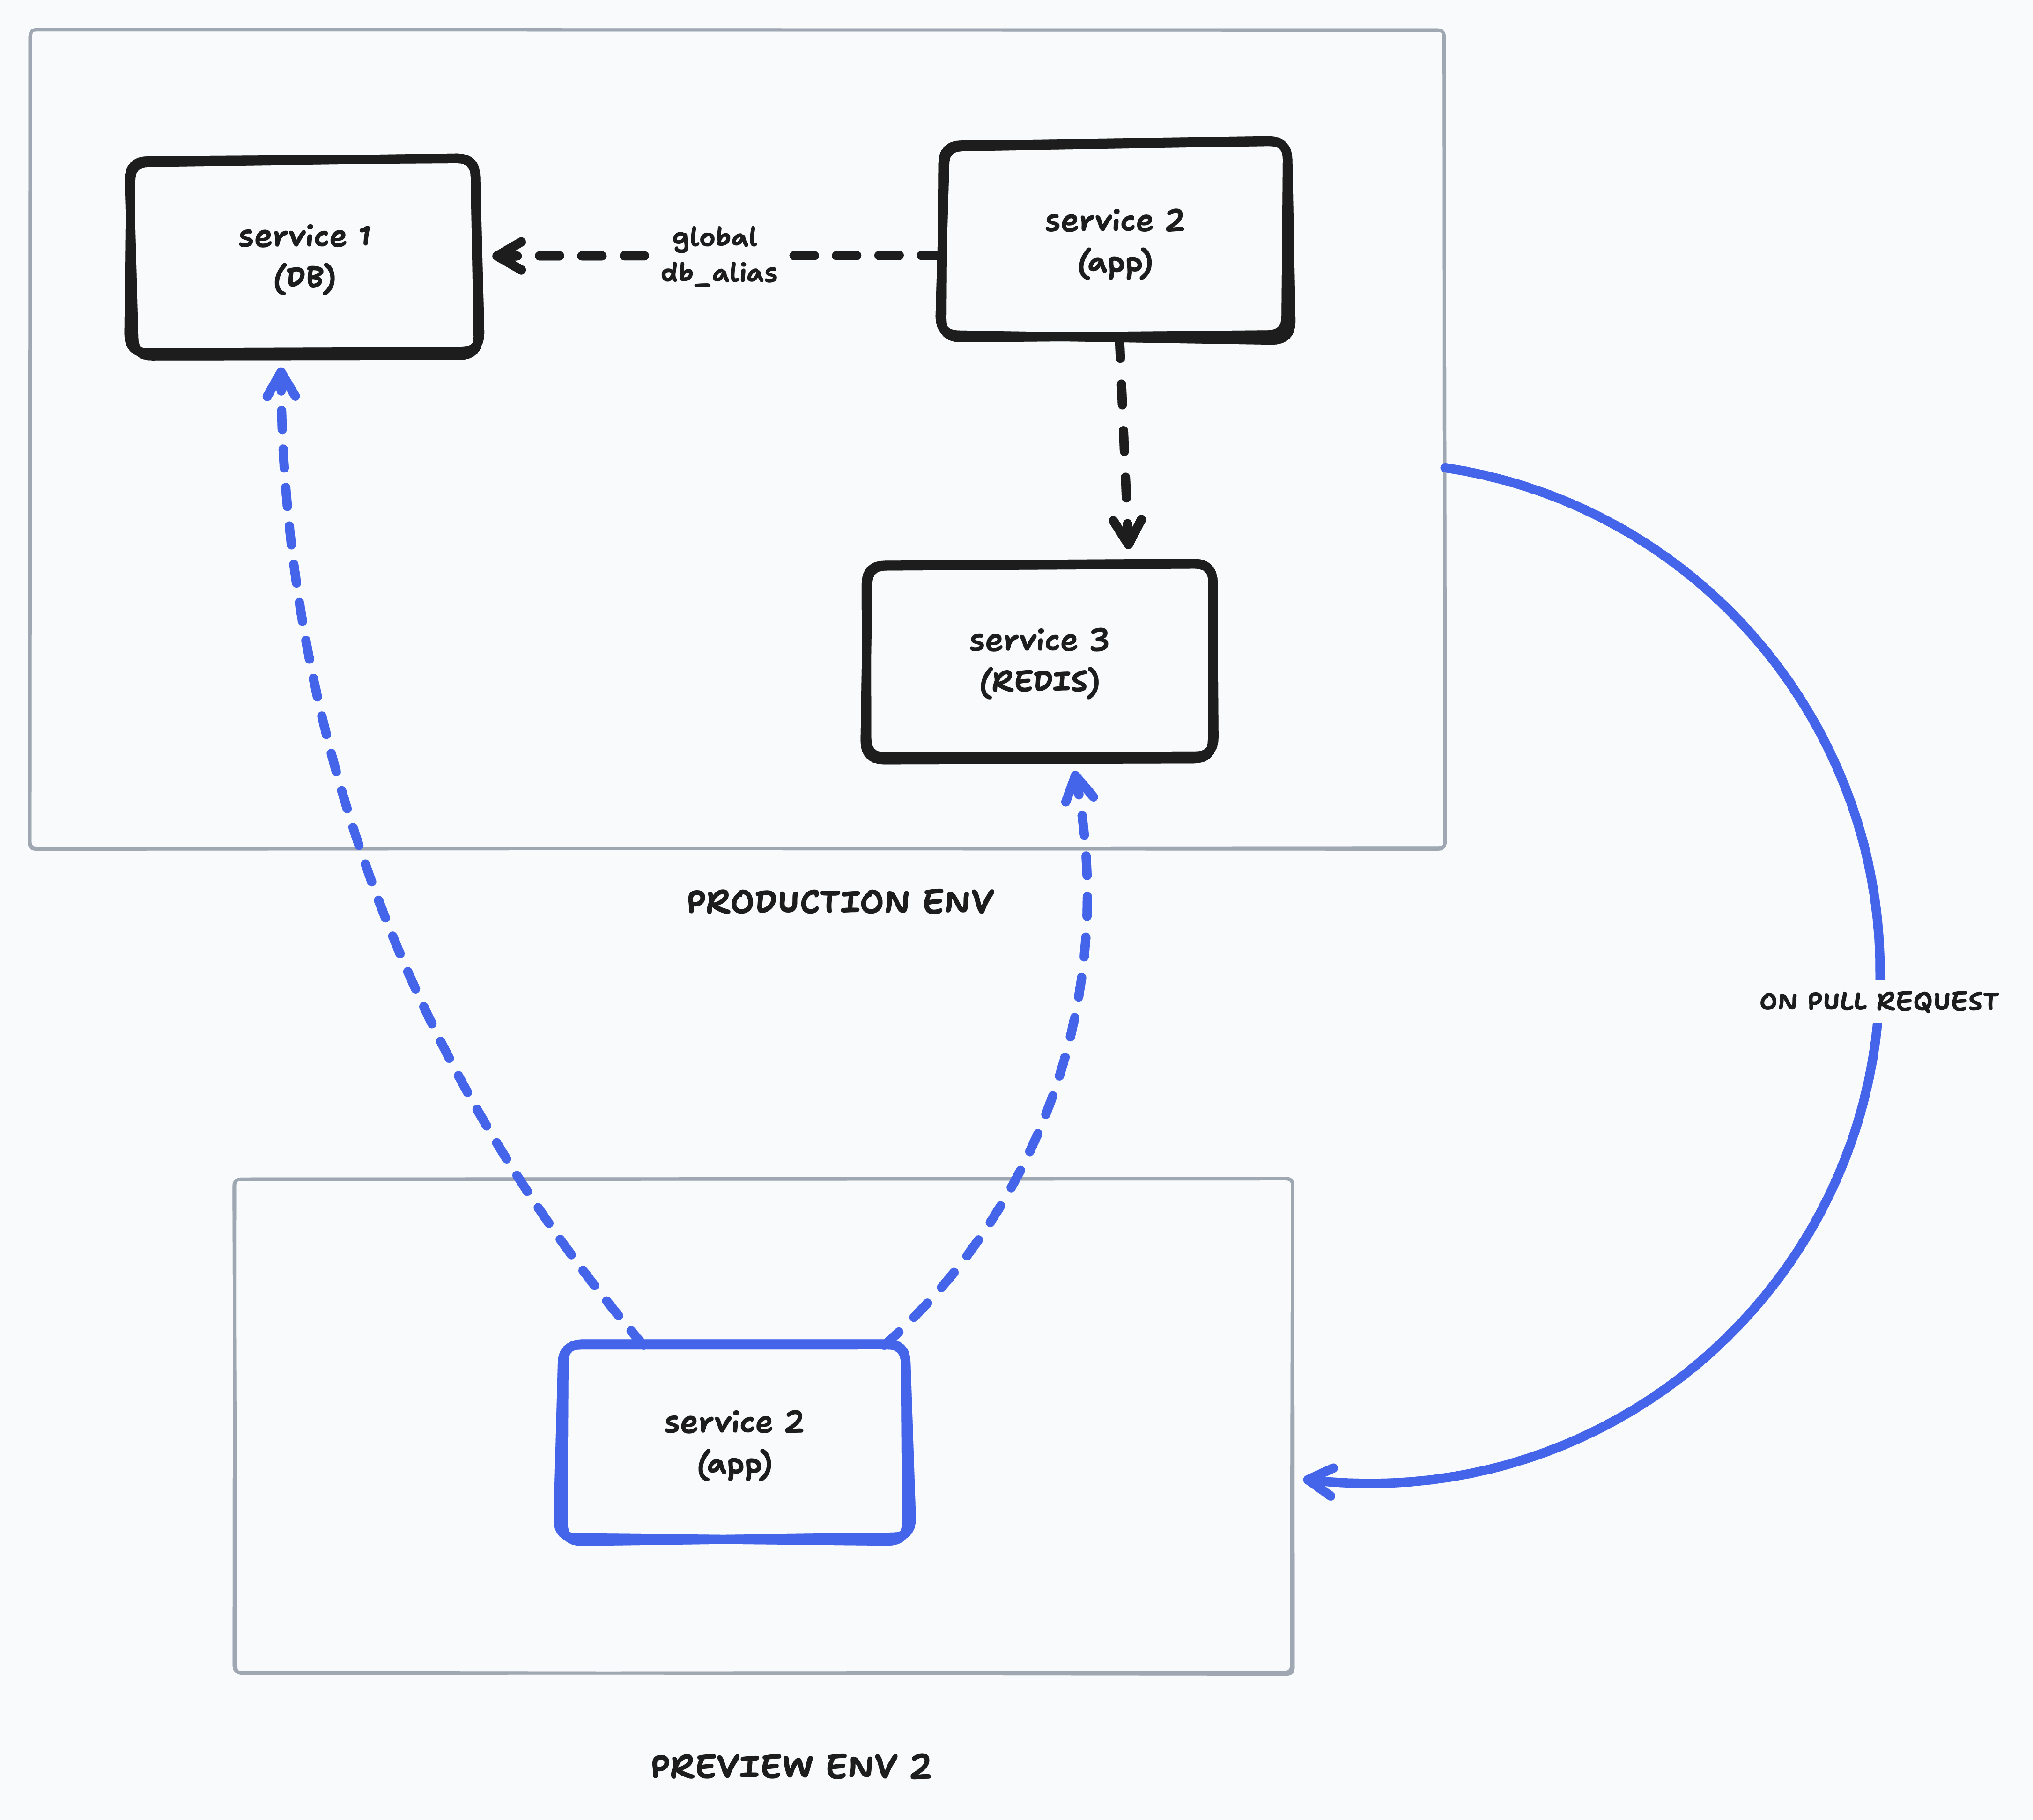 service 1
(DB)
global
db_alias
service 2
(app)
service 3
(REDIS)
PRODUCTION ENV
ON PULL REQUEST
service 2
(app)
PREVIEW ENV 2